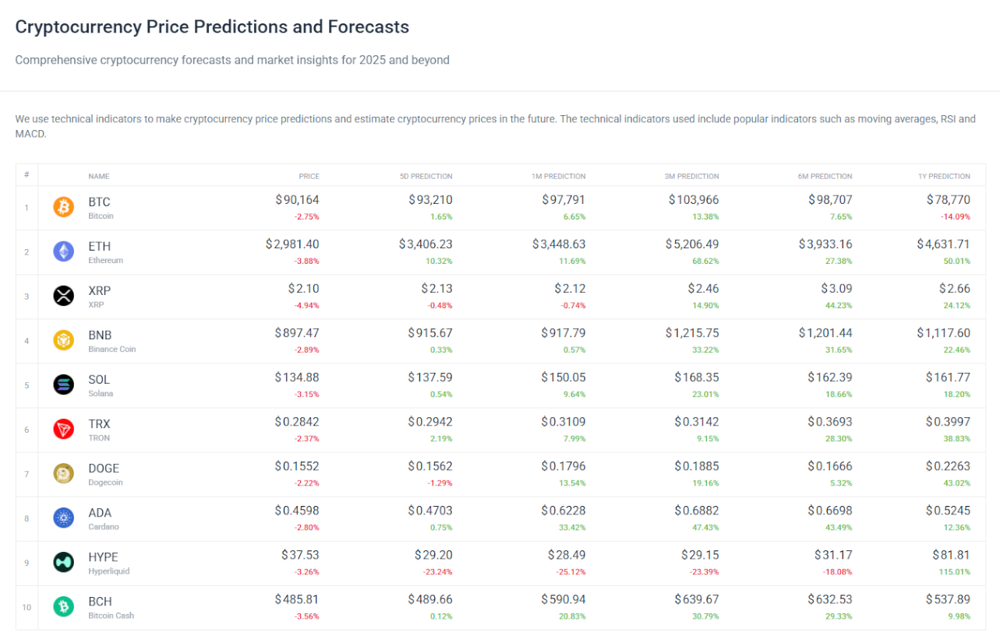 Cryptocurrency Price Predictions and Forecasts
Comprehensive cryptocurrency forecasts and market insights for 2025 and beyond
We use technical indicators to make cryptocurrency price predictions and estimate cryptocurrency prices in the future. The technical indicators used include popular indicators such as moving averages, RSI and
MACD.
# NAME PRICE 5D PREDICTION 1M PREDICTION 3M PREDICTION 6M PREDICTION 1Y PREDICTION
1 BTC $90,164 $93,210 $97,791 $103,966 $98,707 $78,770
Bitcoin -2.75% 1.65% 6.65% 13.38% 7.65% -14.09%
2 ETH $2,981.40 $3,406.23 $3,448.63 $5,206.49 $3,933.16 $4,631.71
Ethereum -3.88% 10.32% 11.69% 68.62% 27.38% 50.01%
3 XRP $2.10 $2.13 $2.12 $2.46 $3.09 $2.66
XRP -4.94% -0.48% -0.74% 14.90% 44.23% 24.12%
4 BNB $897.47 $915.67 $917.79 $1,215.75 $1,201.44 $1,117.60
Binance Coin -2.89% 0.33% 0.57% 33.22% 31.65% 22.46%
5 SOL $134.88 $137.59 $150.05 $168.35 $162.39 $161.77
Solana -3.15% 0.54% 9.64% 23.01% 18.66% 18.20%
6 TRX $0.2842 $0.2942 $0.3109 $0.3142 $0.3693 $0.3997
TRON -2.37% 2.19% 7.99% 9.15% 28.30% 38.83%
7 DOGE $0.1552 $0.1562 $0.1796 $0.1885 $0.1666 $0.2263
Dogecoin -2.22% -1.29% 13.54% 19.16% 5.32% 43.02%
8 ADA $0.4598 $0.4703 $0.6228 $0.6882 $0.6698 $0.5245
Cardano -2.80% 0.75% 33.42% 47.43% 43.49% 12.36%
9 HYPE $37.53 $29.20 $28.49 $29.15 $31.17 $81.81
Hyperliquid -3.26% -23.24% -25.12% -23.39% -18.08% 115.01%
10 BCH $485.81 $489.66 $590.94 $639.67 $632.53 $537.89
Bitcoin Cash -3.56% 0.12% 20.83% 30.79% 29.33% 9.98%